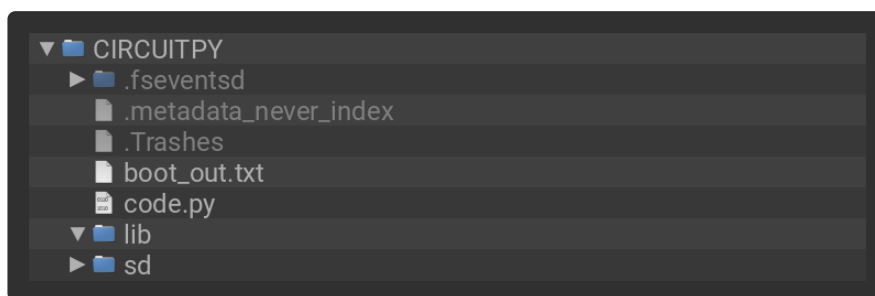 CIRCUITPY
.fseventsd
.metadata_never_index
.Trashes
boot_out.txt
code.py
lib
sd